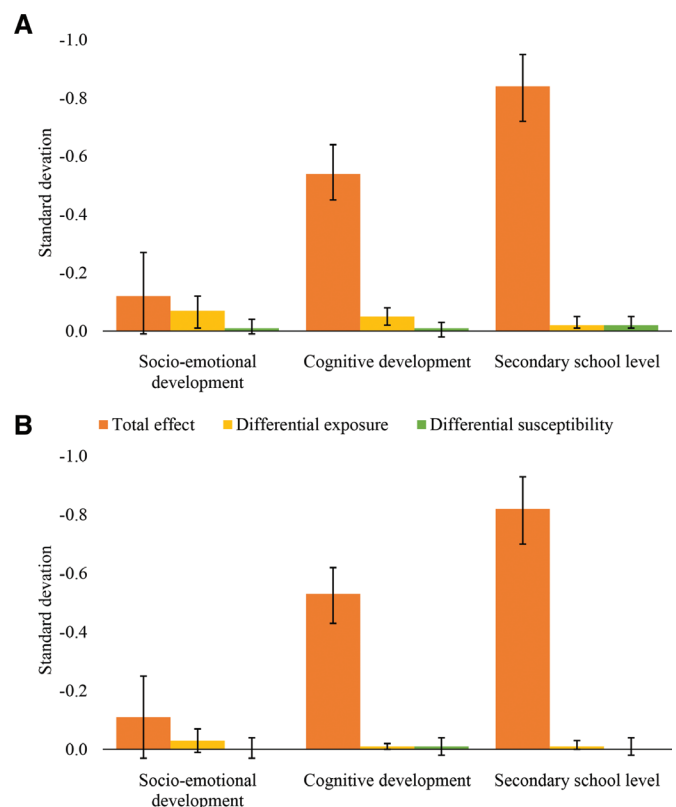 A
-1.0
-0.8
-0.6
-0.4
-0.2
0.0
Standard devation
Socio-emotional
development
Cognitive development
Secondary school level
Total effect
Differential exposure
Differential susceptibility
B
-1.0
-0.8
-0.6
-0.4
-0.2
0.0
Standard devation
Socio-emotional
development
Cognitive development
Secondary school level